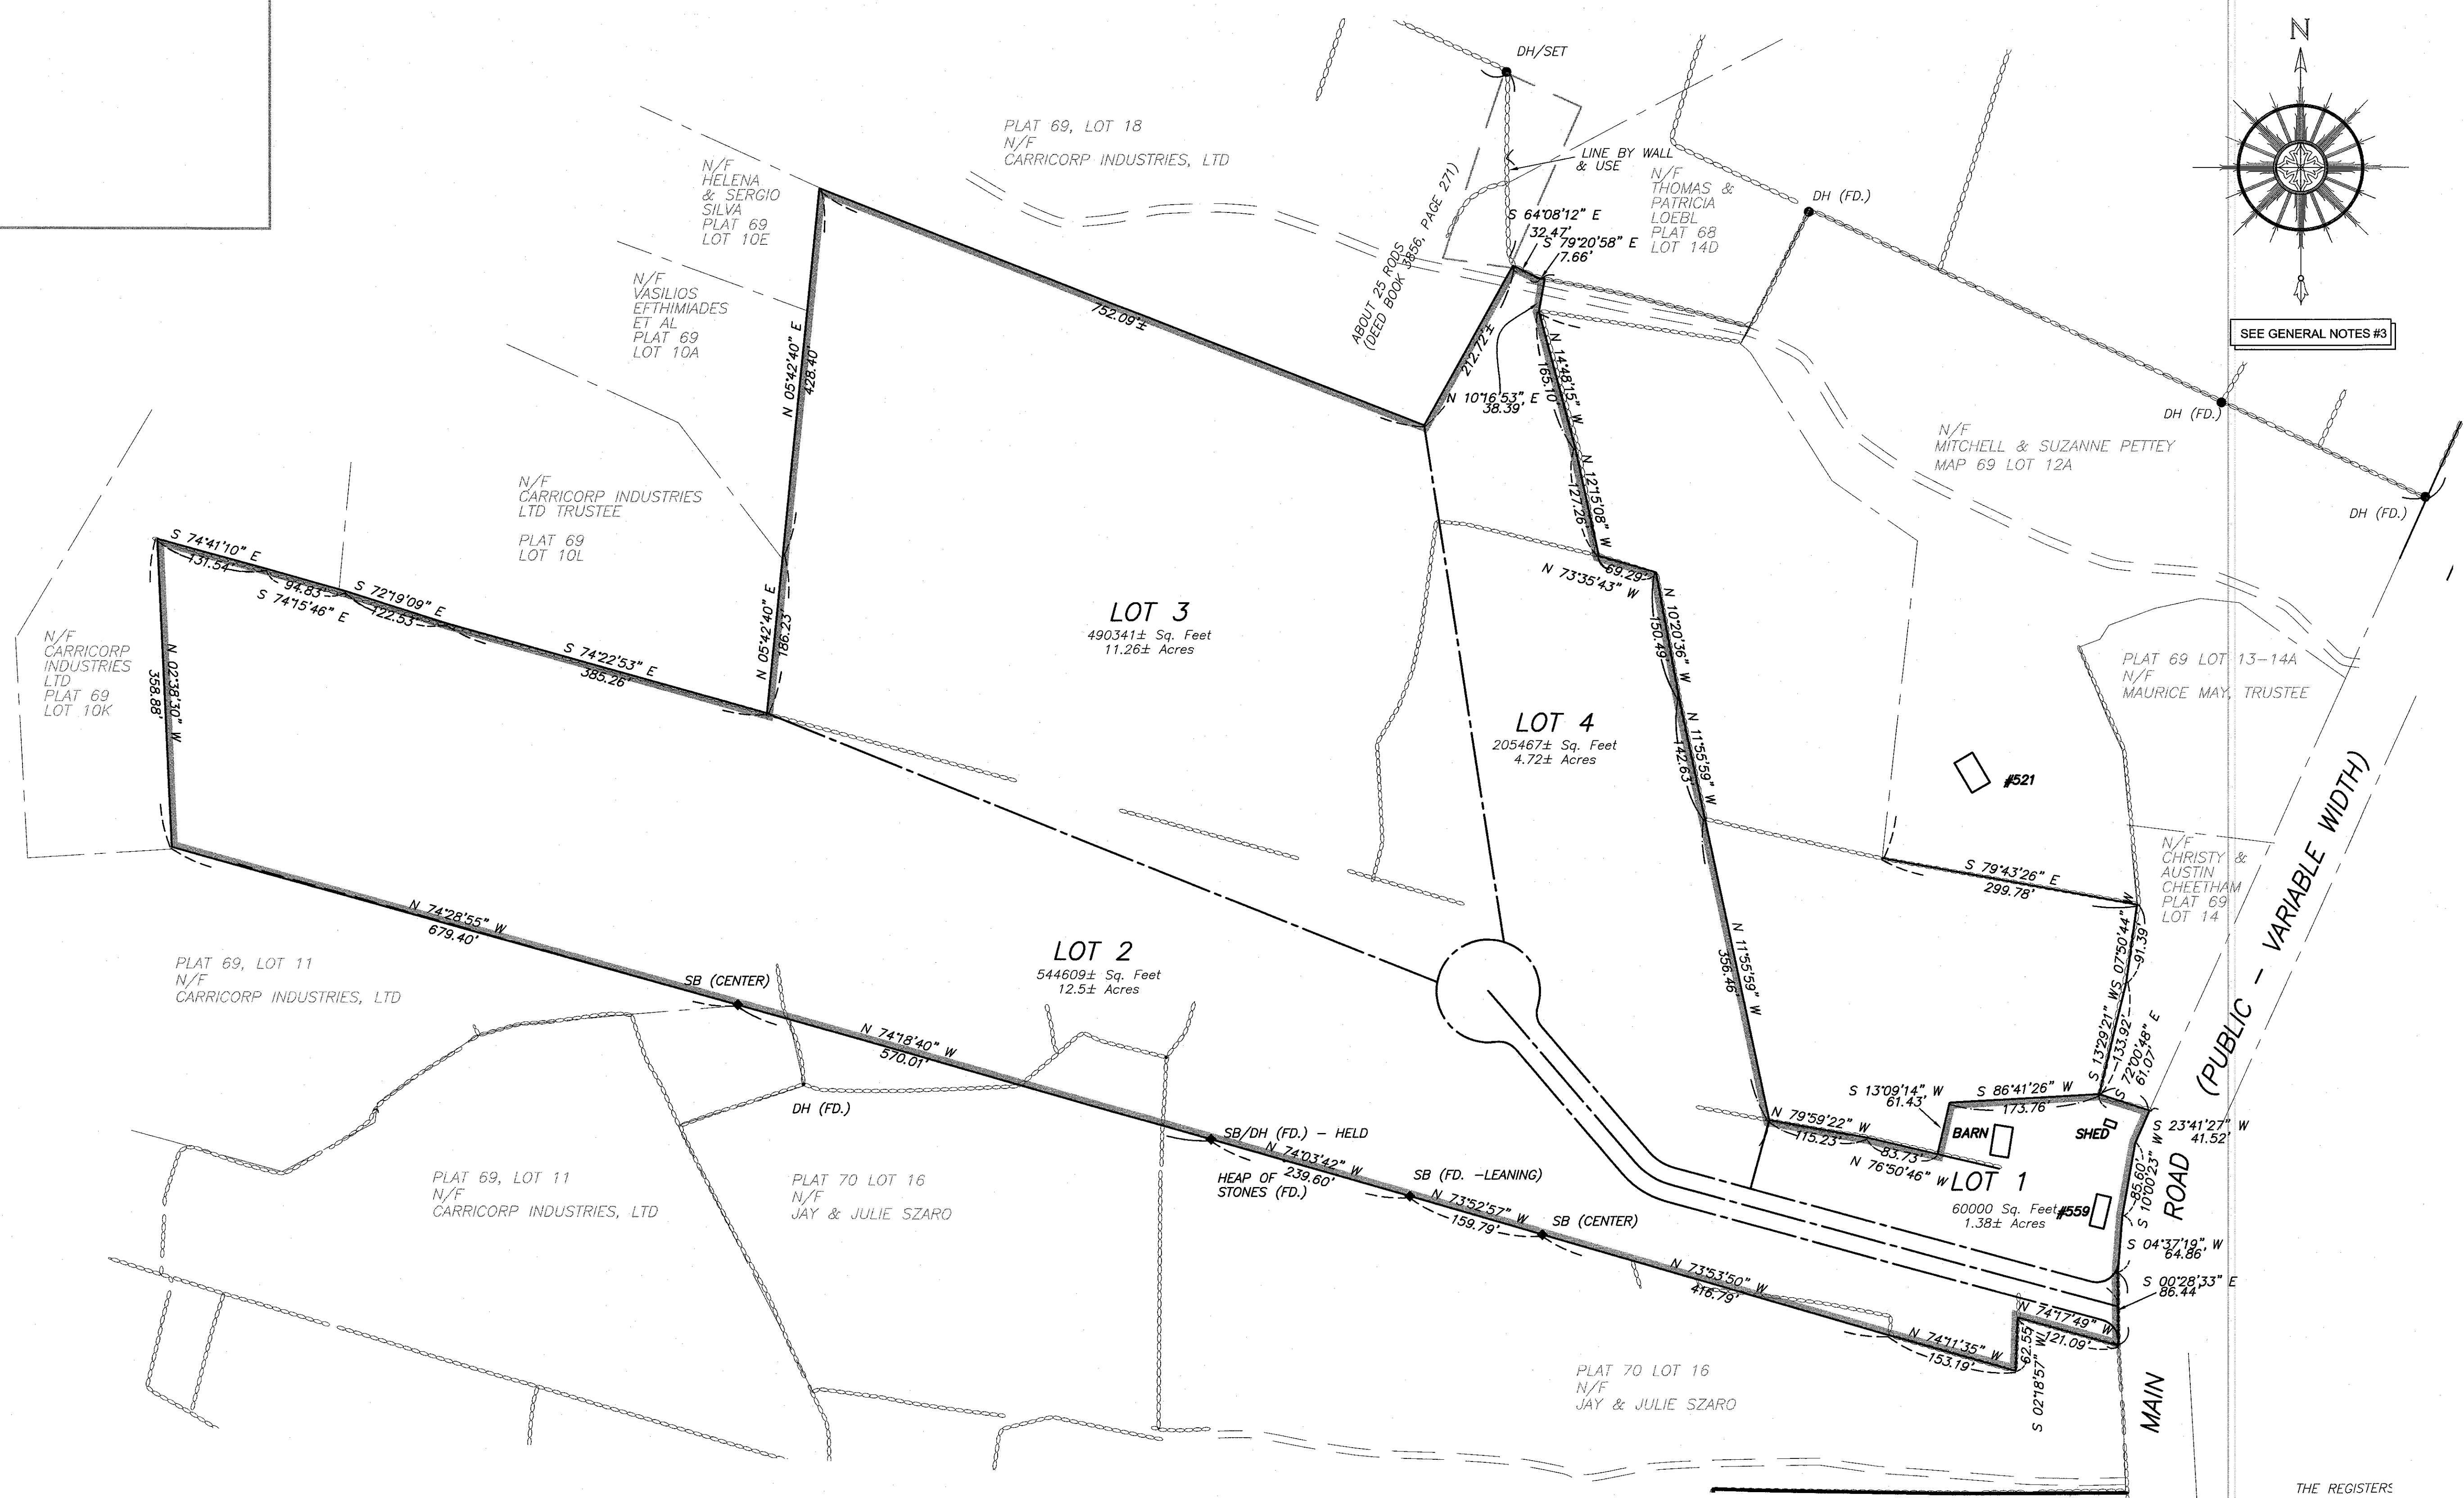 N
DH/SET
PLAT 69, LOT 18
N/F
CARRICORP INDUSTRIES, LTD
LINE BY WALL
& USE
N/F
HELENA
& SERGIO
SILVA
PLAT 69
LOT 10E
N/F
THOMAS &
PATRICIA
LOEBL
PLAT 68
LOT 14D
DH (FD.)
S 64°08'12" E
32.47'
S 79°20'58" E
7.66'
ABOUT 25 RODS
(DEED BOOK 3856, PAGE 271)
N/F
VASILIOS
EFTHIMIADES
ET AL
PLAT 69
LOT 10A
752.09'±
212.72'±
SEE GENERAL NOTES #3
N 05°42'40" E
428.40'
N 14°48'15" W
165.10'
N 10°16'53" E
38.39'
DH (FD.)
N/F
MITCHELL & SUZANNE PETTEY
MAP 69 LOT 12A
N/F
CARRICORP INDUSTRIES
LTD TRUSTEE
PLAT 69
LOT 10L
N 12°15'08" W
127.26'
DH (FD.)
S 74°41'10" E
131.54'
94.83'
S 74°15'46" E
S 72°19'09" E
122.53'
69.29'
N 73°35'43" W
N 05°42'40" E
186.23'
LOT 3
490341± Sq. Feet
11.26± Acres
N 10°20'36" W
150.49'
N/F
CARRICORP
INDUSTRIES
LTD
PLAT 69
LOT 10K
N 02°38'30" W
358.88'
S 74°22'53" E
385.26'
PLAT 69 LOT 13-14A
N/F
MAURICE MAY, TRUSTEE
LOT 4
205467± Sq. Feet
4.72± Acres
N 11°55'59" W
142.63'
#521
N/F
CHRISTY &
AUSTIN
CHEETHAM
PLAT 69
LOT 14
S 79°43'26" E
299.78'
N 74°28'55" W
679.40'
LOT 2
544609± Sq. Feet
12.5± Acres
N 11°55'59" W
356.46'
S 07°50'44" W
91.39'
PLAT 69, LOT 11
N/F
CARRICORP INDUSTRIES, LTD
SB (CENTER)
S 13°29'21" W
133.92'
N 74°18'40" W
570.01'
S 72°00'48" E
61.07'
DH (FD.)
S 13°09'14" W
61.43'
S 86°41'26" W
173.76'
N 79°59'22" W
115.23'
83.73'
N 76°50'46" W
BARN
SHED
S 23°41'27" W
41.52'
SB/DH (FD.) - HELD
N 74°03'42" W
239.60'
HEAP OF
STONES (FD.)
PLAT 69, LOT 11
N/F
CARRICORP INDUSTRIES, LTD
PLAT 70 LOT 16
N/F
JAY & JULIE SZARO
SB (FD. -LEANING)
N 73°52'57" W
159.79'
SB (CENTER)
LOT 1
60000 Sq. Feet
1.38± Acres
#559
85.60'
S 10°00'23" W
MAIN ROAD (PUBLIC - VARIABLE WIDTH)
S 04°37'19" W
64.86'
S 00°28'33" E
86.44'
N 73°53'50" W
416.79'
N 74°17'49" W
121.09'
N 74°11'35" W
153.19'
62.55'
S 02°18'57" W
PLAT 70 LOT 16
N/F
JAY & JULIE SZARO
THE REGISTERS